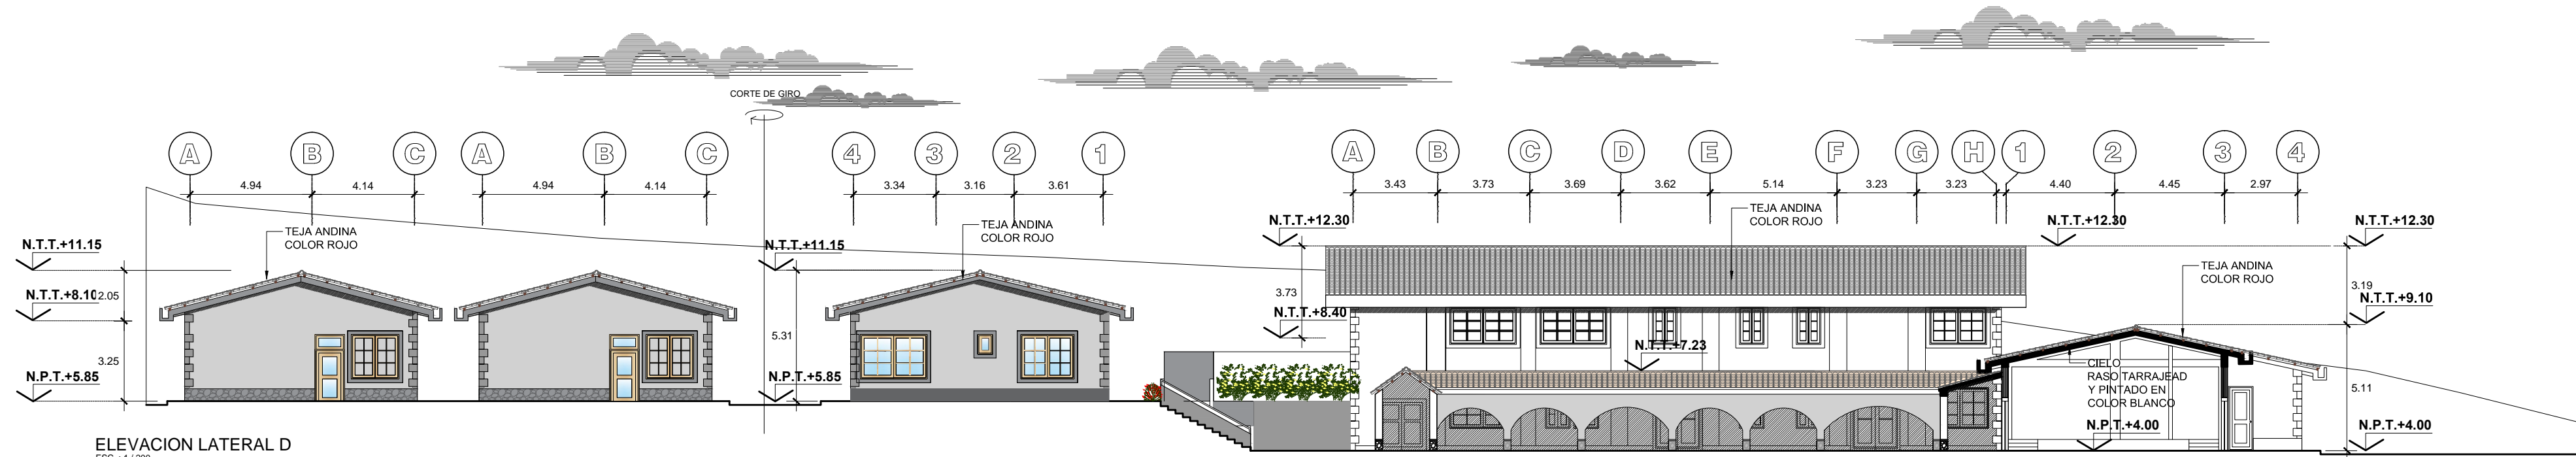 CORTE DE GIRO
A
B
C
A
B
C
4
3
2
1
A
B
C
D
E
F
G
H
1
2
3
4
4.94
4.14
4.94
4.14
3.34
3.16
3.61
3.43
3.73
3.69
3.62
5.14
3.23
3.23
4.40
4.45
2.97
TEJA ANDINA
COLOR ROJO
TEJA ANDINA
COLOR ROJO
TEJA ANDINA
COLOR ROJO
TEJA ANDINA
COLOR ROJO
N.T.T.+11.15
N.T.T.+8.10
2.05
3.25
N.P.T.+5.85
N.T.T.+11.15
5.31
N.P.T.+5.85
N.T.T.+12.30
3.73
N.T.T.+8.40
N.T.T.+7.23
N.T.T.+12.30
N.T.T.+12.30
3.19
N.T.T.+9.10
5.11
N.P.T.+4.00
CIELO
RASO TARRAJEAD
Y PINTADO EN
COLOR BLANCO
N.P.T.+4.00
ELEVACION LATERAL D